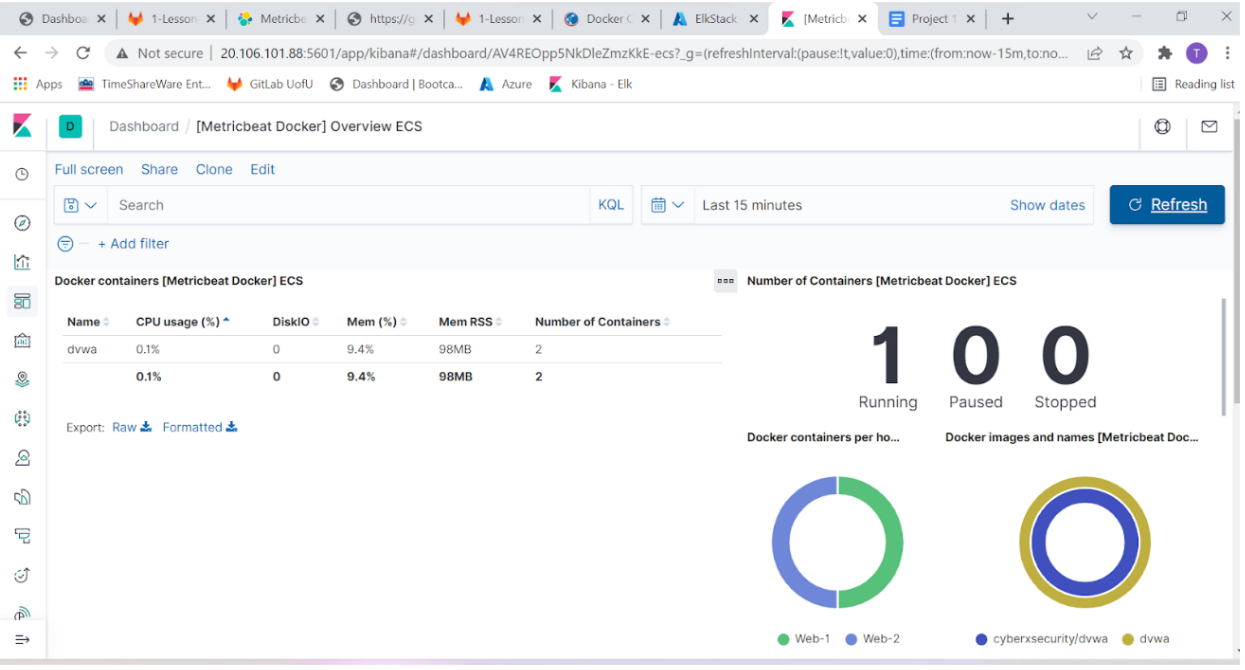 Dashboa
1-Lesson
Metricbe
https://g
1-Lesson
Docker C
ElkStack
[Metricb
Project 1
Not secure | 20.106.101.88:5601/app/kibana#/dashboard/AV4REOpp5NkDleZmzKkE-ecs?_g=(refreshInterval:(pause:!t,value:0),time:(from:now-15m,to:no...
T
Apps TimeShareWare Ent... GitLab UofU Dashboard | Bootca... Azure Kibana - Elk Reading list
D Dashboard / [Metricbeat Docker] Overview ECS
Full screen Share Clone Edit
Search KQL Last 15 minutes Show dates Refresh
+ Add filter
Docker containers [Metricbeat Docker] ECS
Name CPU usage (%) DiskIO Mem (%) Mem RSS Number of Containers
dvwa 0.1% 0 9.4% 98MB 2
0.1% 0 9.4% 98MB 2
Export: Raw Formatted
Number of Containers [Metricbeat Docker] ECS
1 0 0
Running Paused Stopped
Docker containers per ho...
Web-1 Web-2
Docker images and names [Metricbeat Doc...
cyberxsecurity/dvwa dvwa